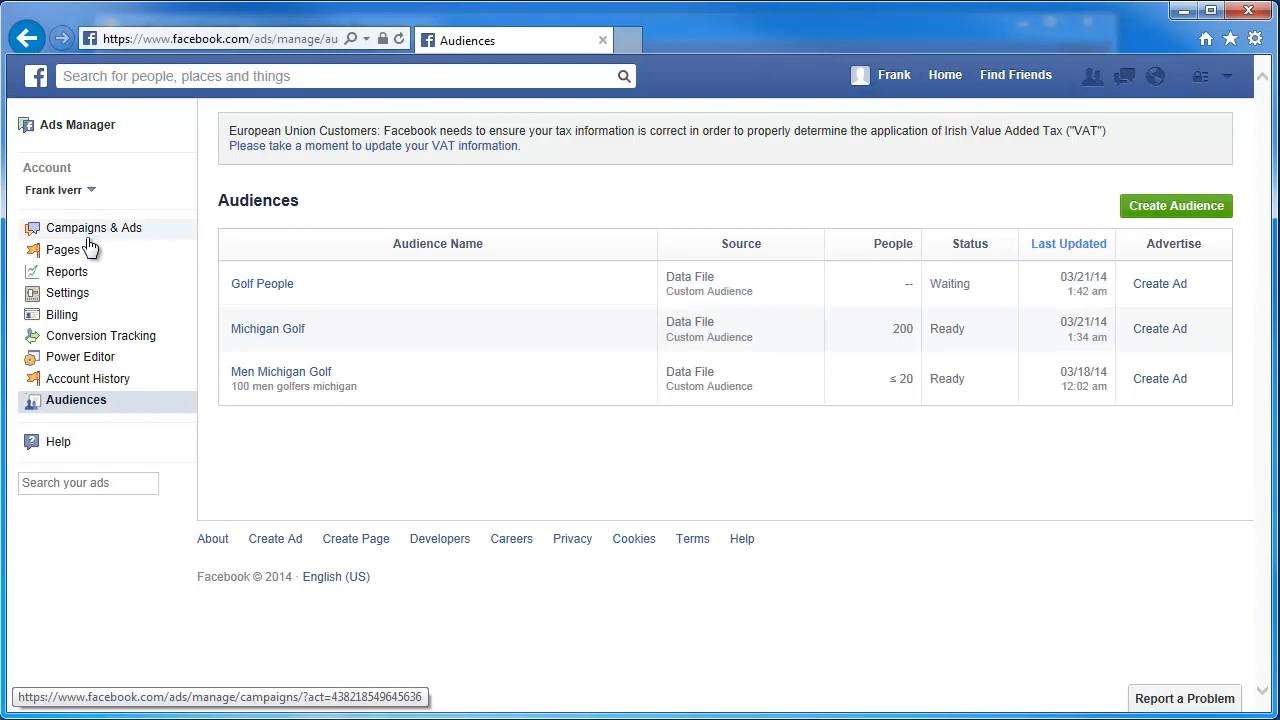 https://www.facebook.com/ads/manage/au
Audiences
Search for people, places and things
Frank
Home
Find Friends
Ads Manager
Account
Frank Iverr
Campaigns & Ads
Pages
Reports
Settings
Billing
Conversion Tracking
Power Editor
Account History
Audiences
Help
Search your ads
European Union Customers: Facebook needs to ensure your tax information is correct in order to properly determine the application of Irish Value Added Tax ("VAT")
Please take a moment to update your VAT information.
Audiences
Create Audience
Audience Name Source People Status Last Updated Advertise
Golf People Data File -- Waiting 03/21/14 Create Ad
Custom Audience 1:42 am
Michigan Golf Data File 200 Ready 03/21/14 Create Ad
Custom Audience 1:34 am
Men Michigan Golf Data File ≤ 20 Ready 03/18/14 Create Ad
100 men golfers michigan Custom Audience 12:02 am
About Create Ad Create Page Developers Careers Privacy Cookies Terms Help
Facebook © 2014 · English (US)
https://www.facebook.com/ads/manage/campaigns/?act=438218549645636
Report a Problem